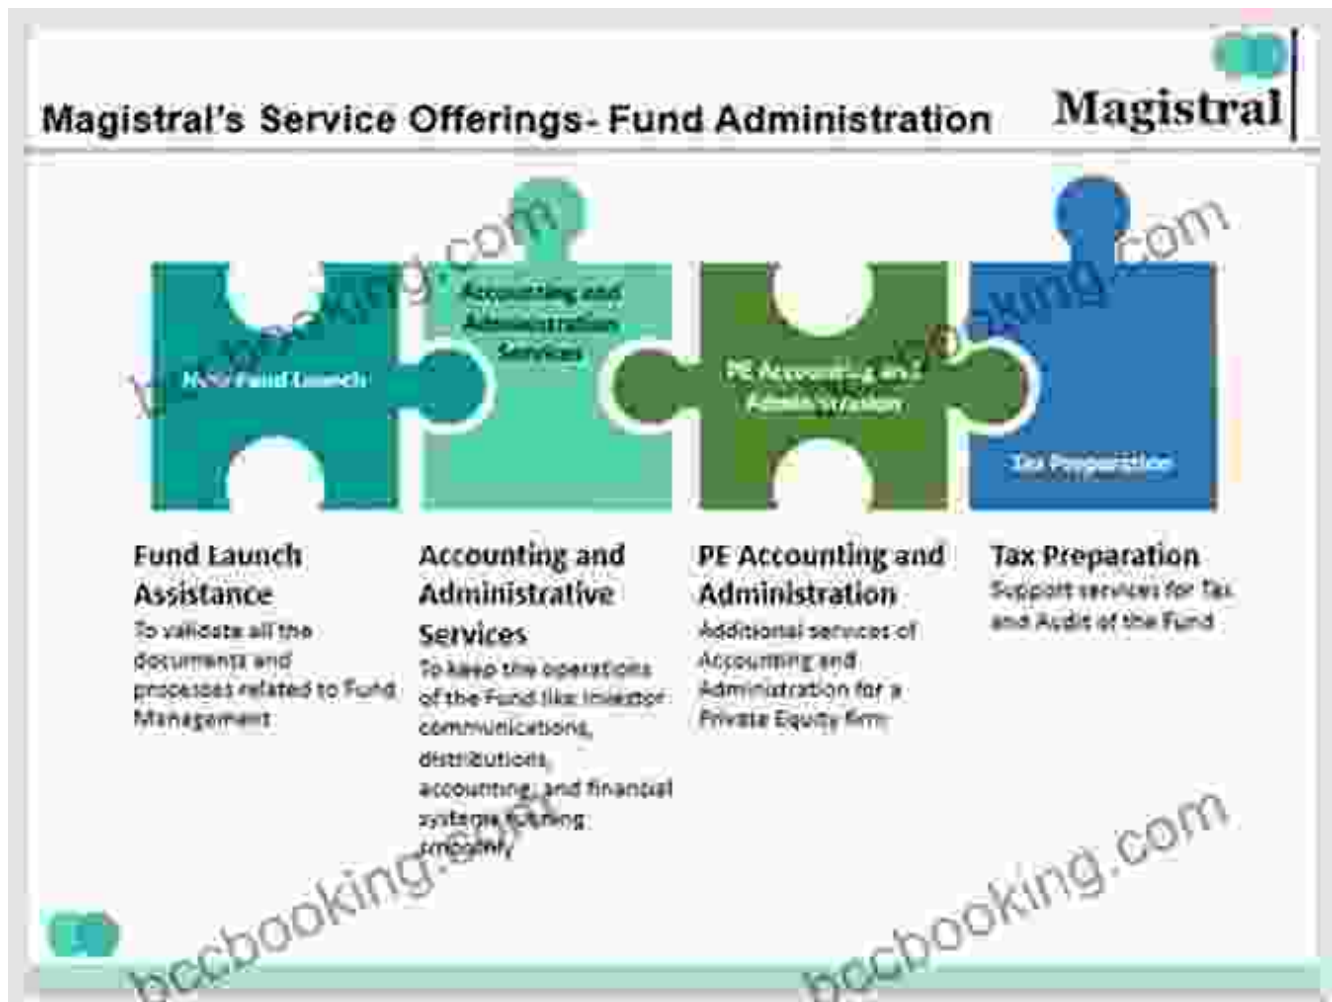 Magistral's Service Offerings- Fund Administration
Magistral
New Fund Launch
Accounting and
Administration
Services
PE Accounting and
Administration
Tax Preparation
Fund Launch
Assistance
To validate all the
documents and
processes related to Fund
Management
Accounting and
Administrative
Services
To keep the operations
of the Fund like Investor
communications,
distributions,
accounting, and financial
systems running
smoothly
PE Accounting and
Administration
Additional services of
Accounting and
Administration for a
Private Equity firm
Tax Preparation
Support services for Tax
and Audit of the Fund
bccbooking.com
bccbooking.com
bccbooking.com
bccbooking.com